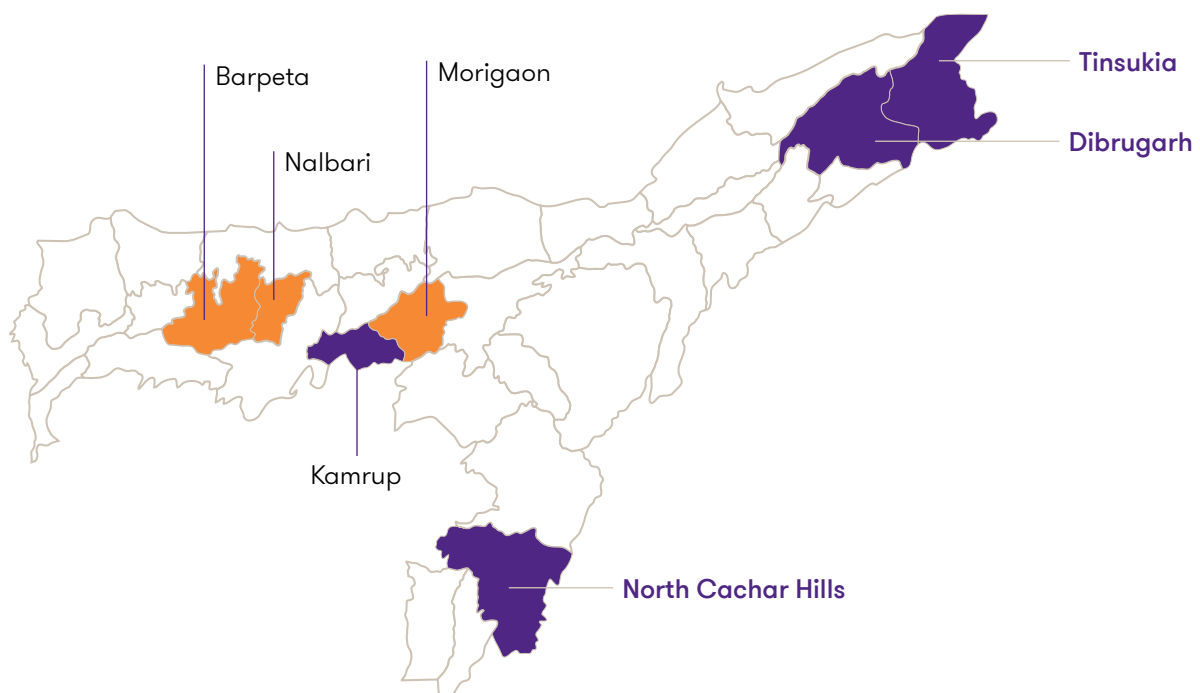 Tinsukia
Barpeta
Morigaon
Dibrugarh
Nalbari
Kamrup
North Cachar Hills